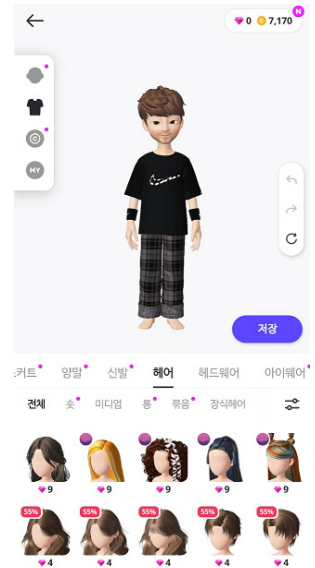 0 7,170 N
MY
저장
스커트 양말 신발 헤어 헤드웨어 아이웨어
전체 숏 미디엄 롱 묶음 장식헤어
9 9 9 9 9
55% 55% 55% 55% 55%
4 4 4 4 4